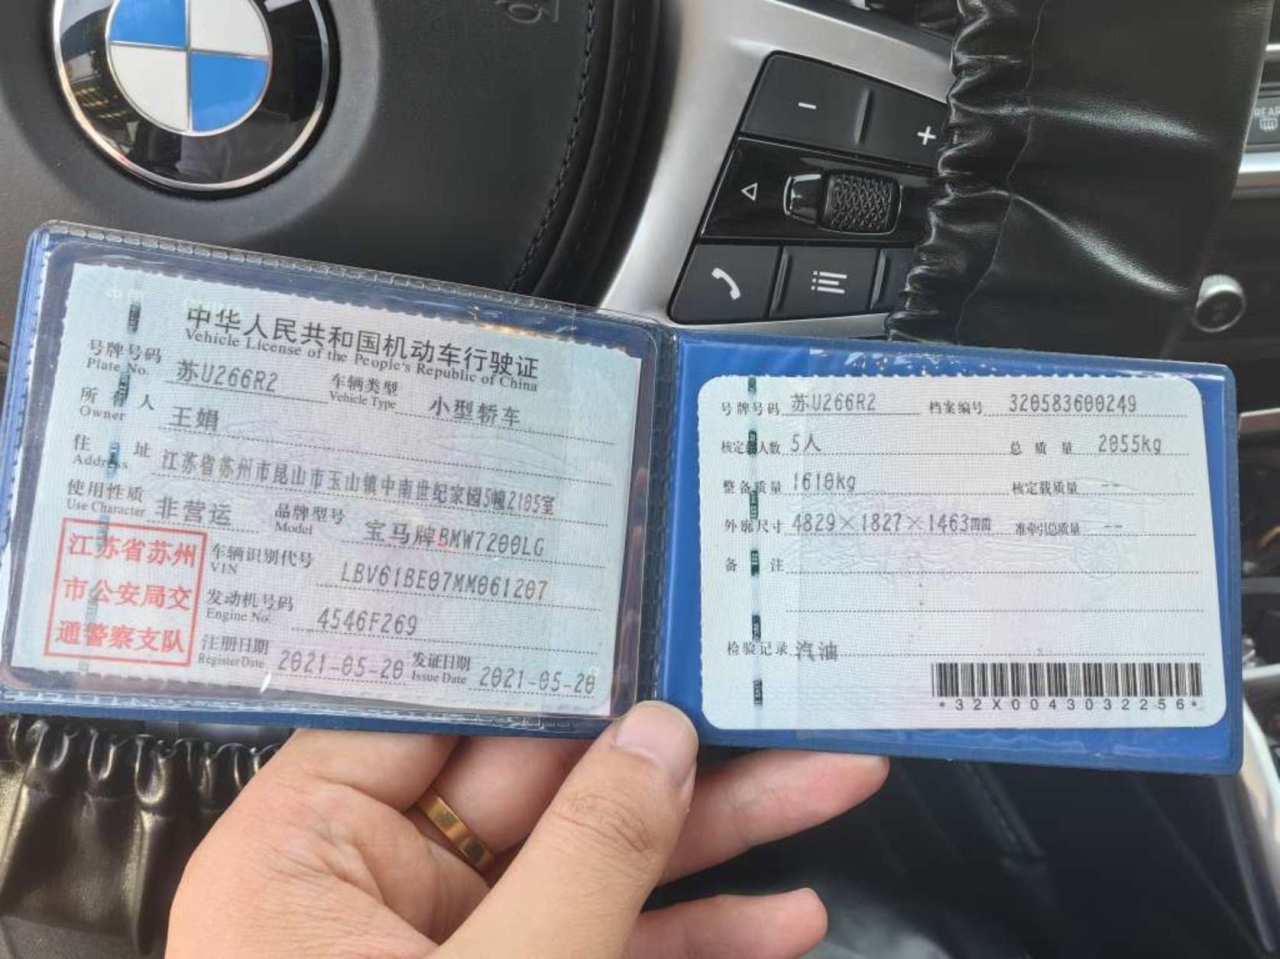 中华人民共和国机动车行驶证
Vehicle License of the People's Republic of China
号牌号码 苏U266R2 车辆类型 小型轿车
Plate No. Vehicle Type
所有人 王娟
Owner
住址 江苏省苏州市昆山市玉山镇中南世纪家园5幢2105室
Address
使用性质 非营运 品牌型号 宝马牌BMW7200LG
Use Character Model
江苏省苏州
市公安局交
通警察支队
车辆识别代号 LBV61BE07MM061207
VIN
发动机号码 4546F269
Engine No.
注册日期 2021-05-20 发证日期 2021-05-20
Register Date Issue Date
号牌号码 苏U266R2 档案编号 320583600249
核定载人数 5人 总质量 2055kg
整备质量 1610kg 核定载质量 --
外廓尺寸 4829×1827×1463mm 准牵引总质量 --
备注
检验记录 汽油
*32X0043032256*
REAR